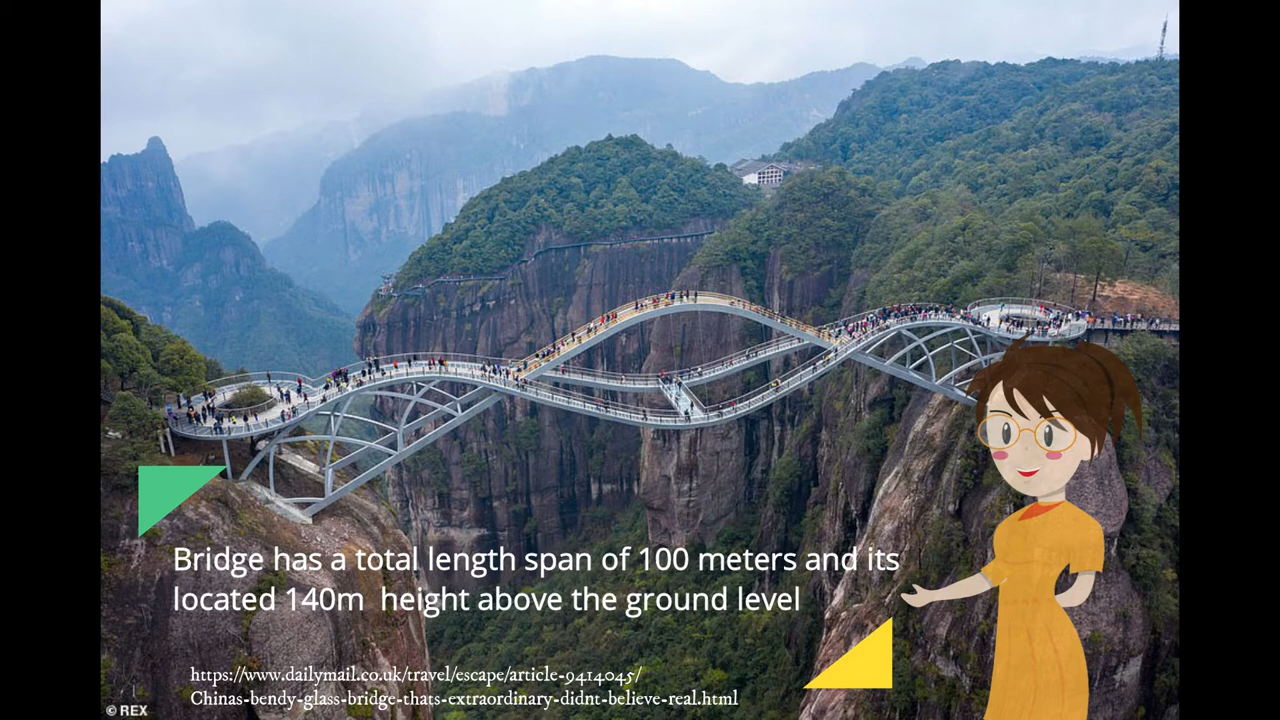 Bridge has a total length span of 100 meters and its
located 140m  height above the ground level
https://www.dailymail.co.uk/travel/escape/article-9414045/
Chinas-bendy-glass-bridge-thats-extraordinary-didnt-believe-real.html
© REX